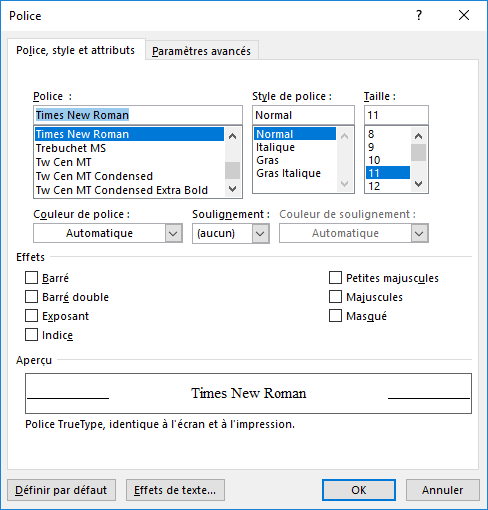 Police
Police, style et attributs
Paramètres avancés
Police :
Style de police :
Taille :
Times New Roman
Normal
11
Times New Roman
Trebuchet MS
Tw Cen MT
Tw Cen MT Condensed
Tw Cen MT Condensed Extra Bold
Normal
Italique
Gras
Gras Italique
8
9
10
11
12
Couleur de police :
Soulignement :
Couleur de soulignement :
Automatique
(aucun)
Automatique
Effets
Barré
Barré double
Exposant
Indice
Petites majuscules
Majuscules
Masqué
Aperçu
Times New Roman
Police TrueType, identique à l'écran et à l'impression.
Définir par défaut
Effets de texte...
OK
Annuler